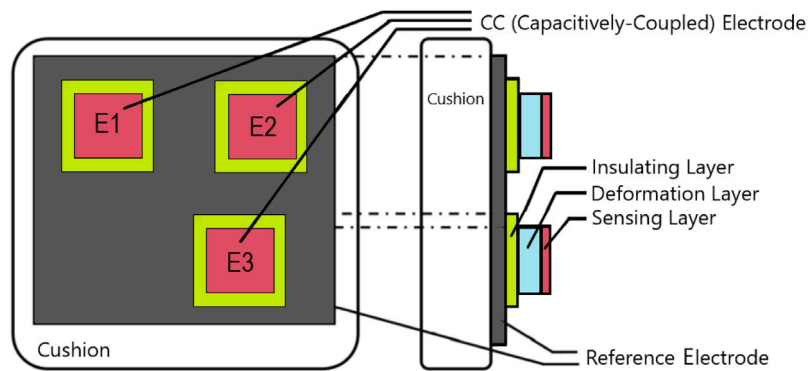 CC (Capacitively-Coupled) Electrode
E1
E2
Cushion
Insulating Layer
Deformation Layer
Sensing Layer
E3
Cushion
Reference Electrode